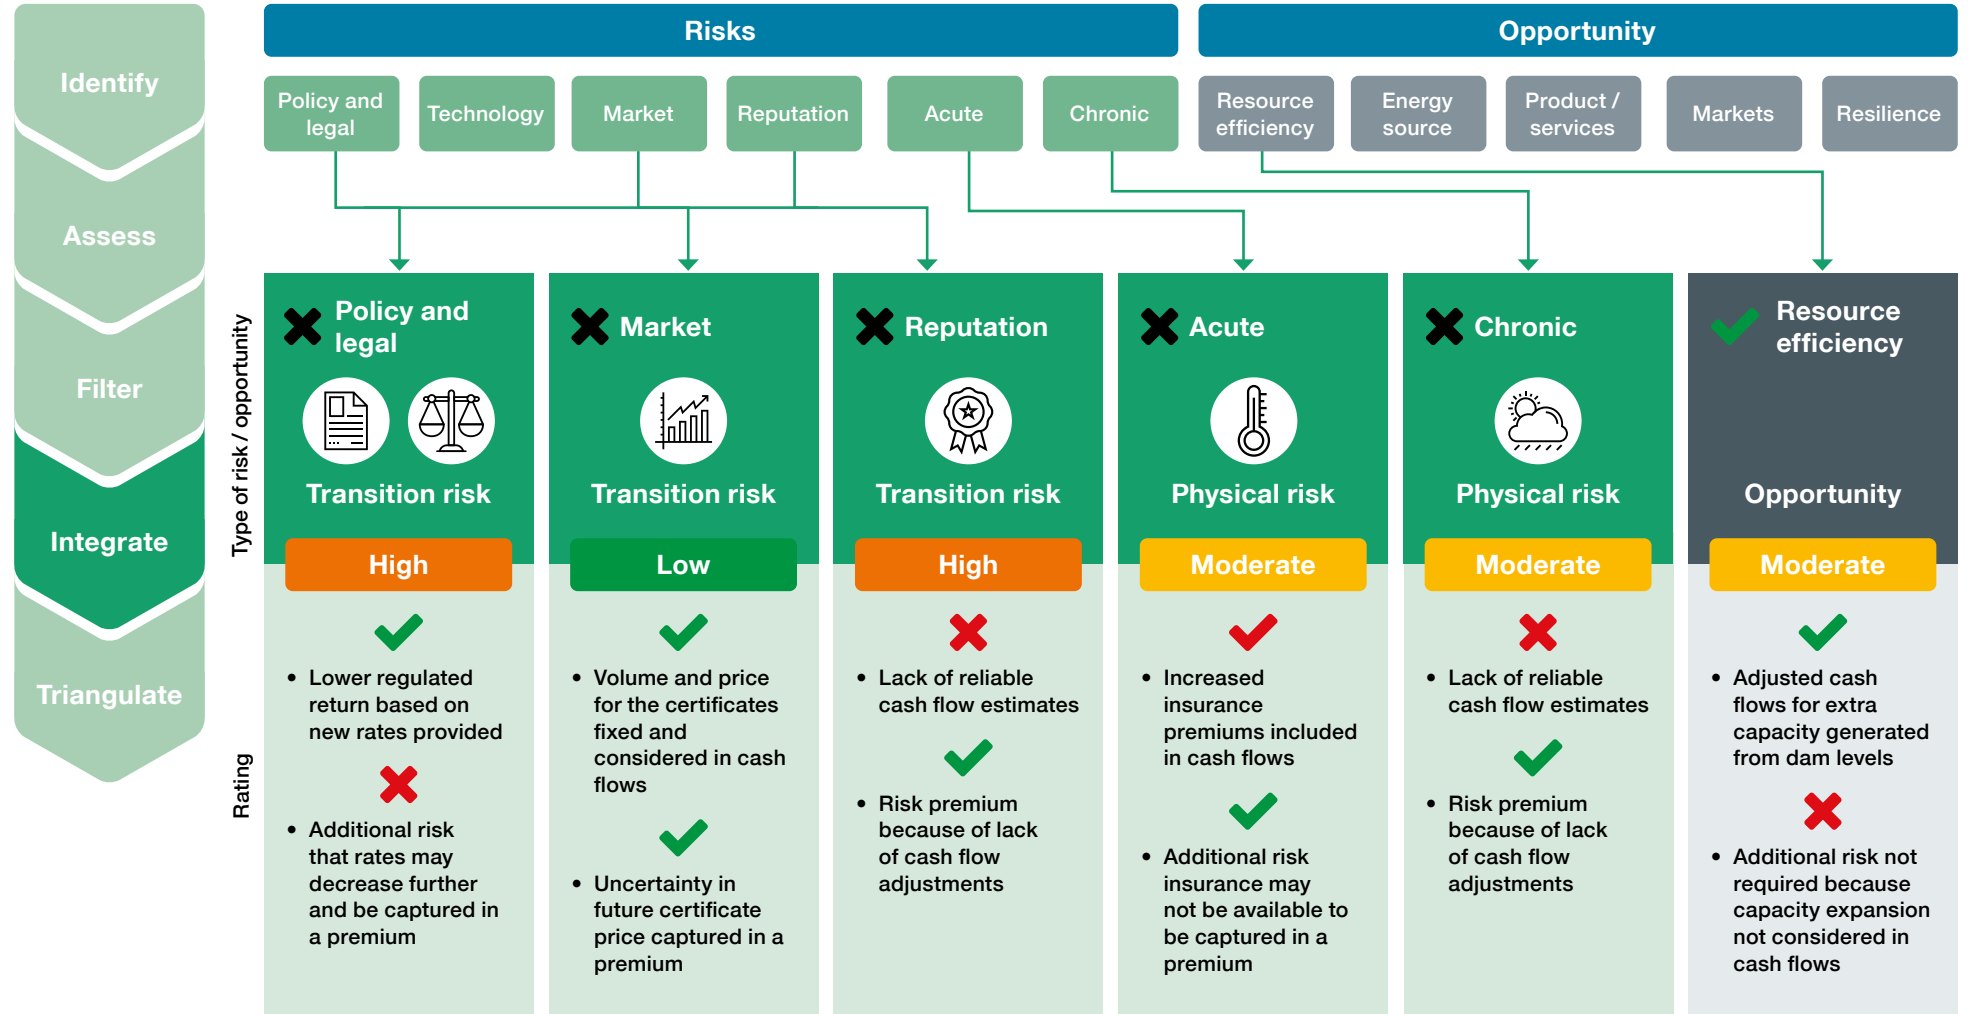 Identify
Assess
Filter
Integrate
Triangulate
Risks
Opportunity
Policy and
legal
Technology
Market
Reputation
Acute
Chronic
Resource
efficiency
Energy
source
Product /
services
Markets
Resilience
Type of risk / opportunity
Rating
Policy and
legal
Transition risk
High
• Lower regulated
return based on
new rates provided
• Additional risk
that rates may
decrease further
and be captured in
a premium
Market
Transition risk
Low
• Volume and price
for the certificates
fixed and
considered in cash
flows
• Uncertainty in
future certificate
price captured in a
premium
Reputation
Transition risk
High
• Lack of reliable
cash flow estimates
• Risk premium
because of lack
of cash flow
adjustments
Acute
Physical risk
Moderate
• Increased
insurance
premiums included
in cash flows
• Additional risk
insurance may
not be available to
be captured in a
premium
Chronic
Physical risk
Moderate
• Lack of reliable
cash flow estimates
• Risk premium
because of lack
of cash flow
adjustments
Resource
efficiency
Opportunity
Moderate
• Adjusted cash
flows for extra
capacity generated
from dam levels
• Additional risk not
required because
capacity expansion
not considered in
cash flows